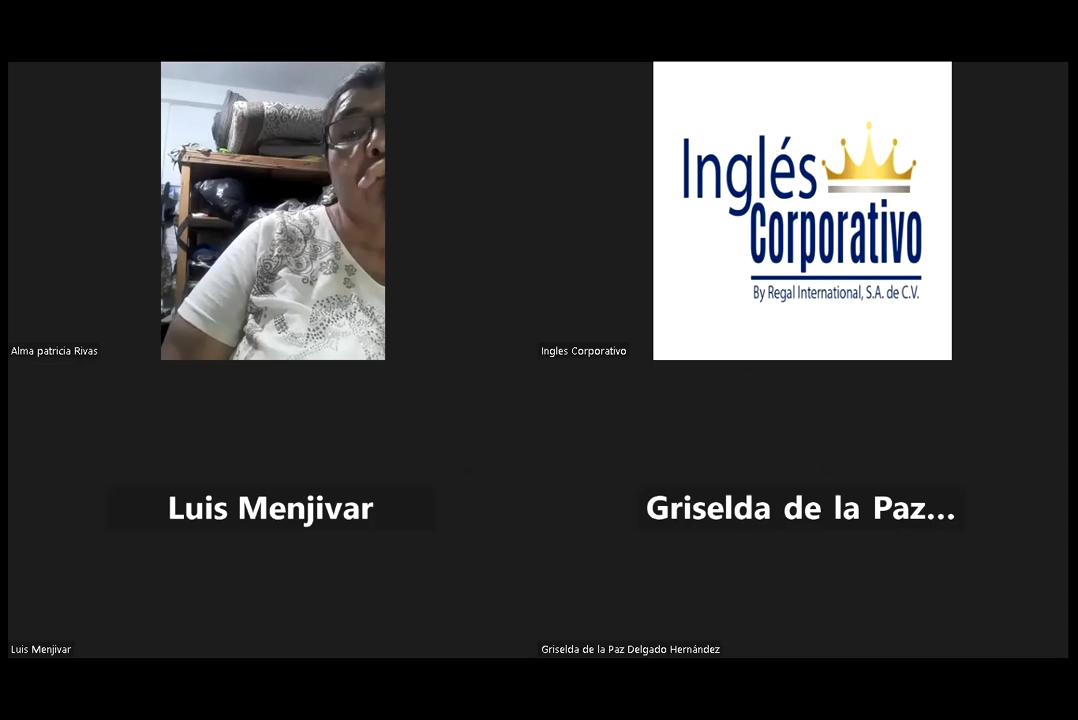 Inglés
Corporativo
By Regal International, S.A. de C.V.
Alma patricia Rivas
Ingles Corporativo
Luis Menjivar
Griselda de la Paz...
Luis Menjivar
Griselda de la Paz Delgado Hernández